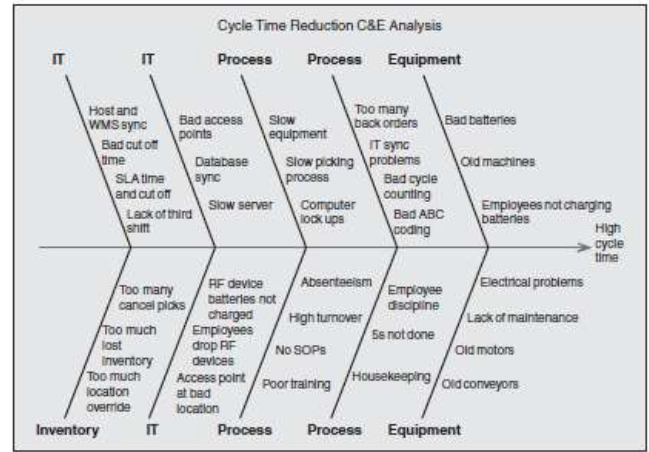 Cycle Time Reduction C&E Analysis
IT
IT
Process
Process
Equipment
Host and
WMS sync
Bad cut off
time
SLA time
and cut off
Lack of third
shift
Bad access
points
Database
sync
Slow server
Slow
equipment
Slow picking
process
Computer
lock ups
Too many
back orders
IT sync
problems
Bad cycle
counting
Bad ABC
coding
Bad batteries
Old machines
Employees not charging
batteries
High
cycle
time
Too many
cancel picks
Too much
lost
inventory
Too much
location
override
RF device
batteries not
charged
Employees
drop RF
devices
Access point
at bad
location
Absenteeism
High turnover
No SOPs
Poor training
Employee
discipline
5s not done
Housekeeping
Electrical problems
Lack of maintenance
Old motors
Old conveyors
Inventory
IT
Process
Process
Equipment